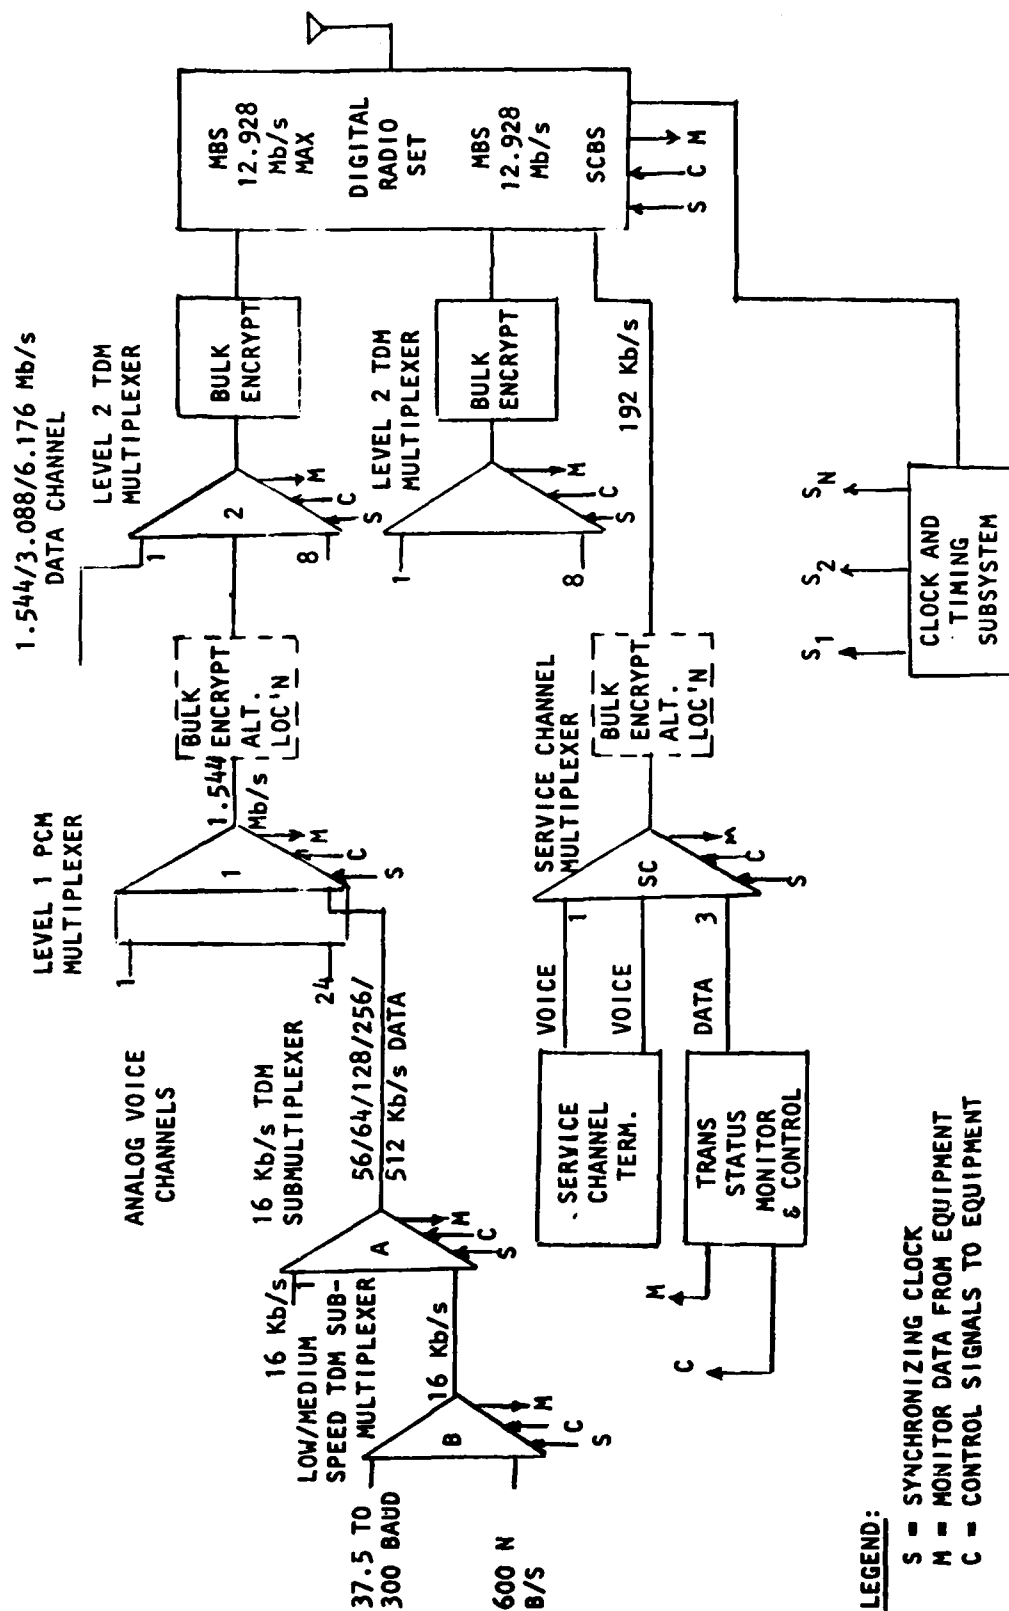 37.5 TO
300 BAUD
600 N
B/S
LOW/MEDIUM
SPEED TDM SUB-
MULTIPLEXER
B
S
C
M
16 Kb/s
16 Kb/s
1
16 Kb/s TDM
SUBMULTIPLEXER
A
S
C
M
56/64/128/256/
512 Kb/s DATA
ANALOG VOICE
CHANNELS
1
24
LEVEL 1 PCM
MULTIPLEXER
1
S
C
M
1.544
Mb/s
BULK
ENCRYPT
ALT.
LOC'N
1.544/3.088/6.176 Mb/s
DATA CHANNEL
LEVEL 2 TDM
MULTIPLEXER
1
2
8
S
C
M
BULK
ENCRYPT
LEVEL 2 TDM
MULTIPLEXER
1
8
S
C
M
BULK
ENCRYPT
MBS
12.928
Mb/s
MAX
DIGITAL
RADIO
SET
MBS
12.928
Mb/s
SCBS
S
C
M
SERVICE
CHANNEL
TERM.
VOICE
VOICE
DATA
TRANS
STATUS
MONITOR
& CONTROL
M
C
SERVICE CHANNEL
MULTIPLEXER
1
SC
3
S
C
M
BULK
ENCRYPT
ALT.
LOC'N
192 Kb/s
S1
S2
SN
CLOCK AND
TIMING
SUBSYSTEM
LEGEND:
S = SYNCHRONIZING CLOCK
M = MONITOR DATA FROM EQUIPMENT
C = CONTROL SIGNALS TO EQUIPMENT